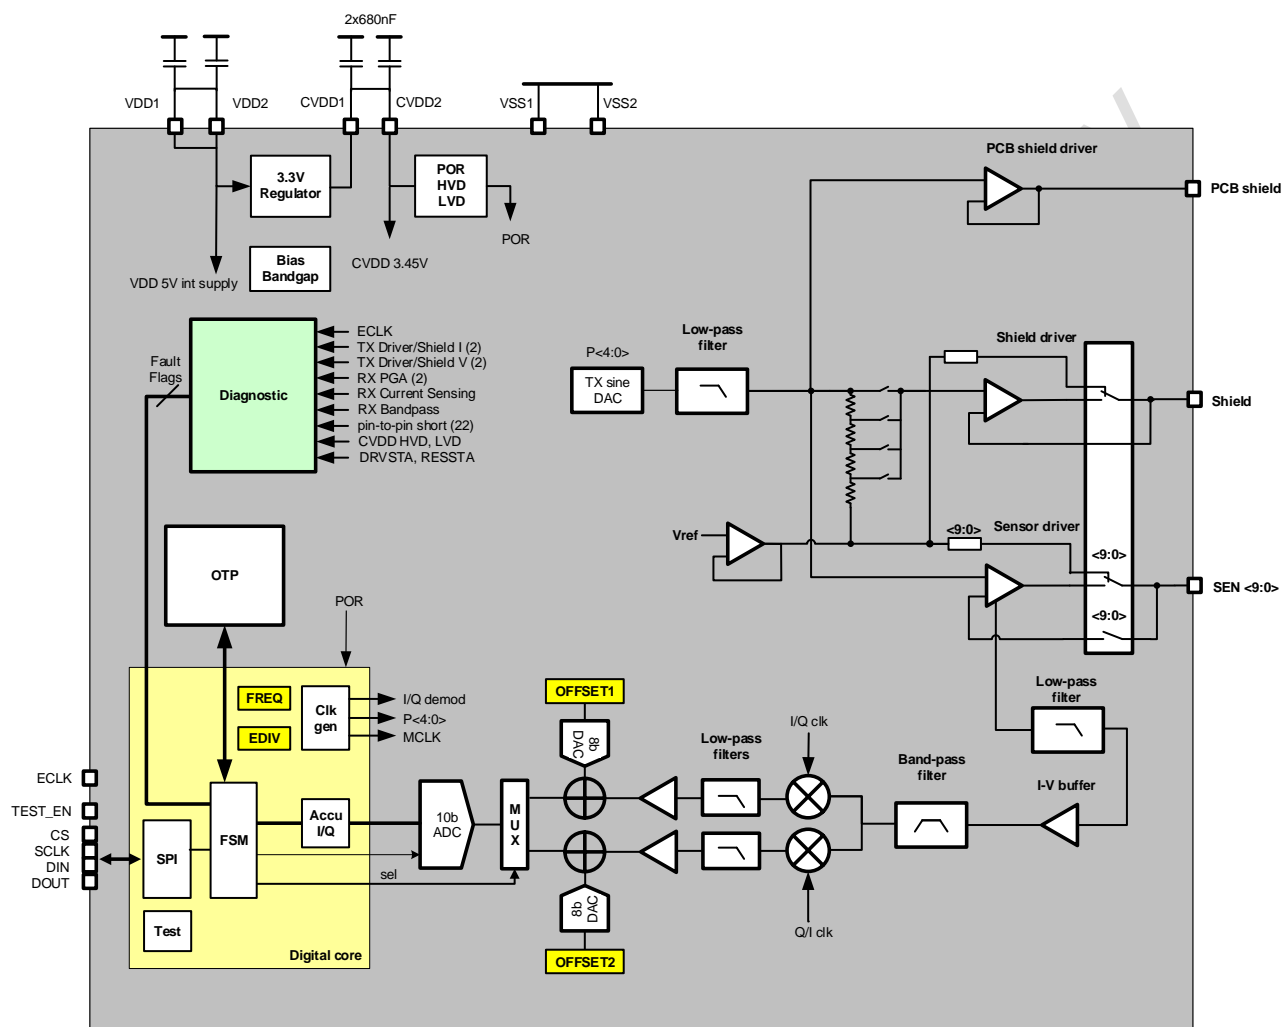 2x680nF
VDD1
VDD2
CVDD1
CVDD2
VSS1
VSS2
PCB shield driver
PCB shield
3.3V
Regulator
POR
HVD
LVD
POR
Bias
Bandgap
VDD 5V int supply
CVDD 3.45V
Fault
Flags
Diagnostic
ECLK
TX Driver/Shield I (2)
TX Driver/Shield V (2)
RX PGA (2)
RX Current Sensing
RX Bandpass
pin-to-pin short (22)
CVDD HVD, LVD
DRVSTA, RESSTA
P<4:0>
TX sine
DAC
Low-pass
filter
Shield driver
Shield
Vref
<9:0>
Sensor driver
<9:0>
<9:0>
SEN <9:0>
OTP
POR
FREQ
EDIV
Clk
gen
I/Q demod
P<4:0>
MCLK
ECLK
TEST_EN
CS
SCLK
DIN
DOUT
SPI
FSM
Accu
I/Q
Test
Digital core
10b
ADC
sel
M
U
X
OFFSET1
8b
DAC
8b
DAC
OFFSET2
Low-pass
filters
I/Q clk
Q/I clk
Band-pass
filter
I-V buffer
Low-pass
filter